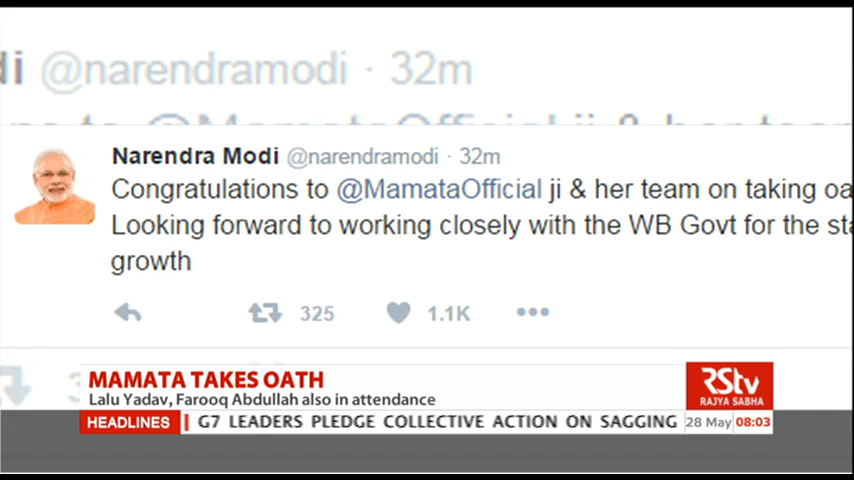 di @narendramodi · 32m
Narendra Modi @narendramodi · 32m
Congratulations to @MamataOfficial ji & her team on taking oa
Looking forward to working closely with the WB Govt for the sta
growth
325 1.1K •••
MAMATA TAKES OATH
Lalu Yadav, Farooq Abdullah also in attendance
RStv
RAJYA SABHA
HEADLINES G7 LEADERS PLEDGE COLLECTIVE ACTION ON SAGGING 28 May 08:03